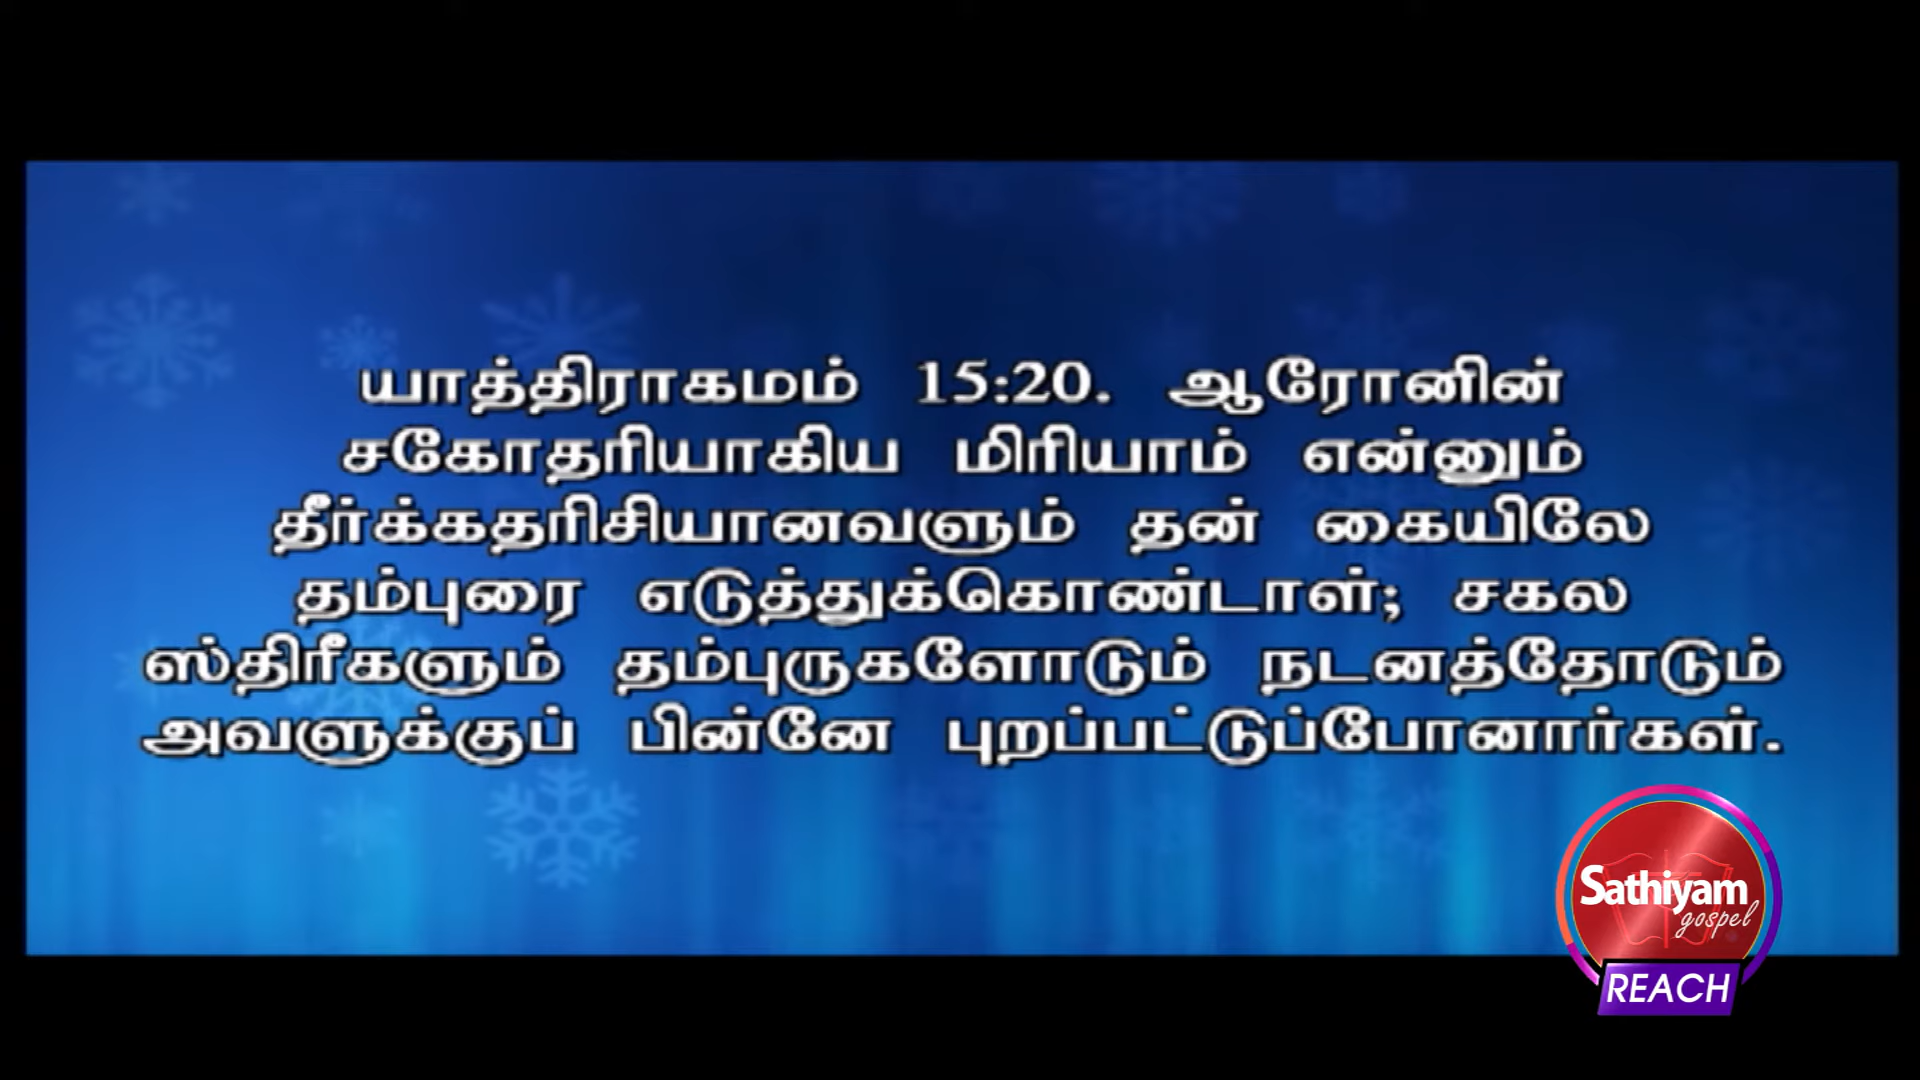 யாத்திராகமம் 15:20. ஆரோனின்
சகோதரியாகிய மிரியாம் என்னும்
தீர்க்கதரிசியானவளும் தன் கையிலே
தம்புரை எடுத்துக்கொண்டாள்; சகல
ஸ்திரீகளும் தம்புருகளோடும் நடனத்தோடும்
அவளுக்குப் பின்னே புறப்பட்டுப்போனார்கள்.
Sathiyam
gospel
REACH